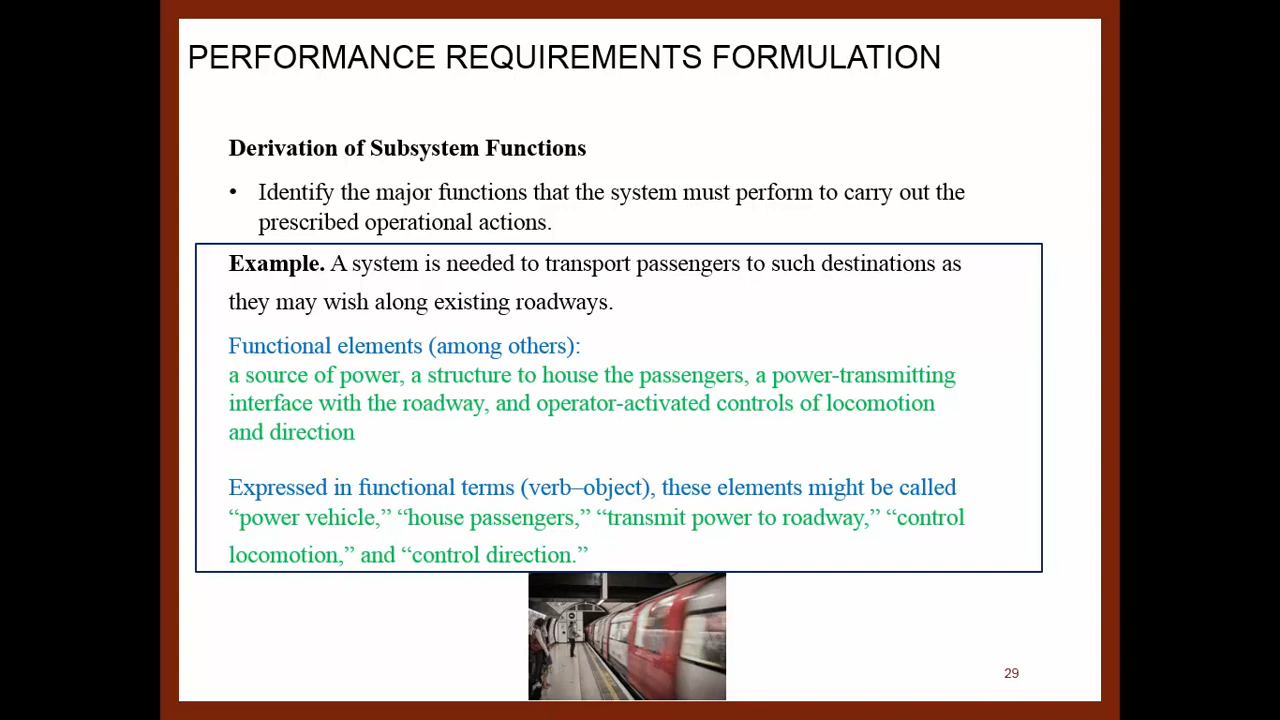 PERFORMANCE REQUIREMENTS FORMULATION
Derivation of Subsystem Functions
• Identify the major functions that the system must perform to carry out the
prescribed operational actions.
Example. A system is needed to transport passengers to such destinations as
they may wish along existing roadways.
Functional elements (among others):
a source of power, a structure to house the passengers, a power-transmitting
interface with the roadway, and operator-activated controls of locomotion
and direction
Expressed in functional terms (verb–object), these elements might be called
“power vehicle,” “house passengers,” “transmit power to roadway,” “control
locomotion,” and “control direction.”
29